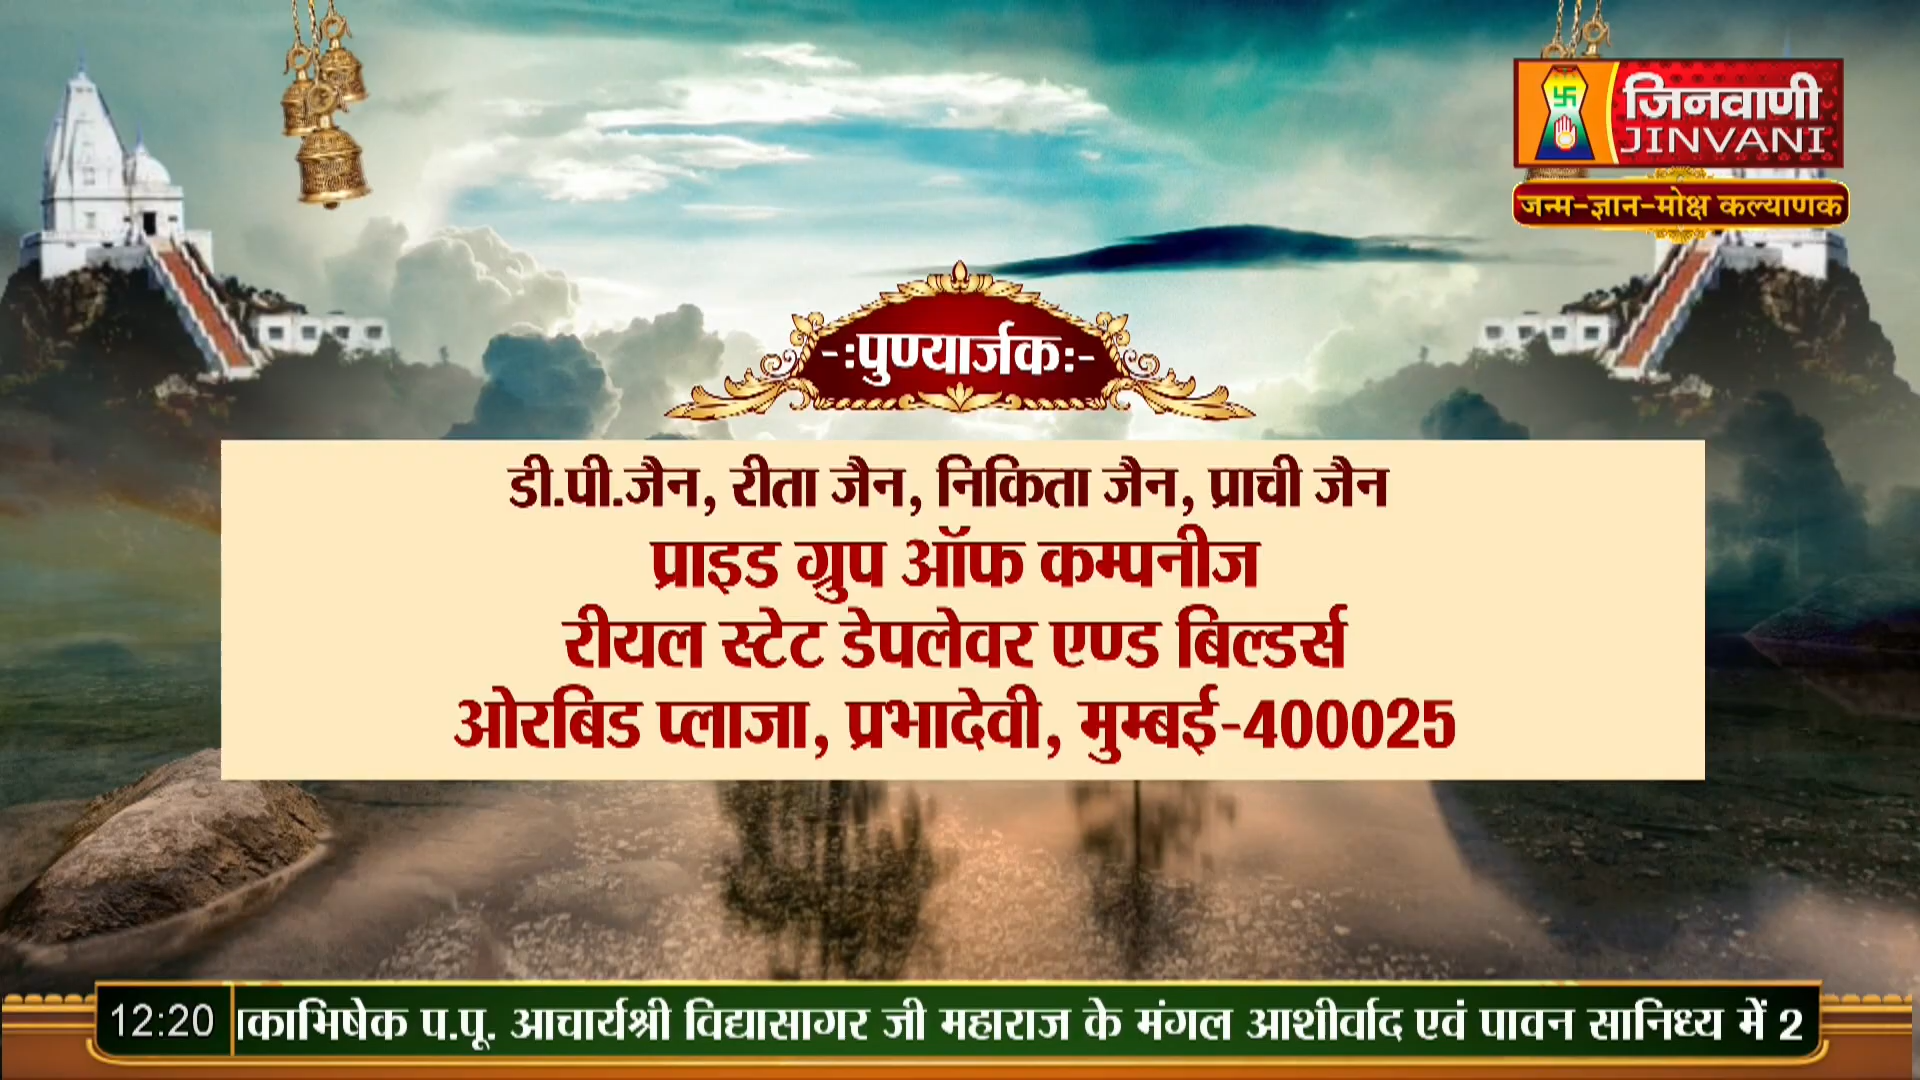 जिनवाणी
JINVANI
जन्म-ज्ञान-मोक्ष कल्याणक
-:पुण्यार्जक:-
डी.पी.जैन, रीता जैन, निकिता जैन, प्राची जैन
प्राइड ग्रुप ऑफ कम्पनीज
रीयल स्टेट डेपलेवर एण्ड बिल्डर्स
ओरबिड प्लाजा, प्रभादेवी, मुम्बई-400025
12:20 काभिषेक प.पू. आचार्यश्री विद्यासागर जी महाराज के मंगल आशीर्वाद एवं पावन सानिध्य में 2